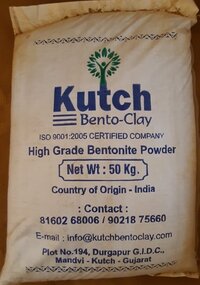 Kutch
Bento-Clay
ISO 9001:2005 CERTIFIED COMPANY
High Grade Bentonite Powder
Net Wt : 50 Kg.
Country of Origin - India
: Contact :
81602 68006 / 90218 75660
E-mail : info@kutchbentoclay.com
Plot No.194, Durgapur G.I.D.C.,
Mandvi - Kutch - Gujarat